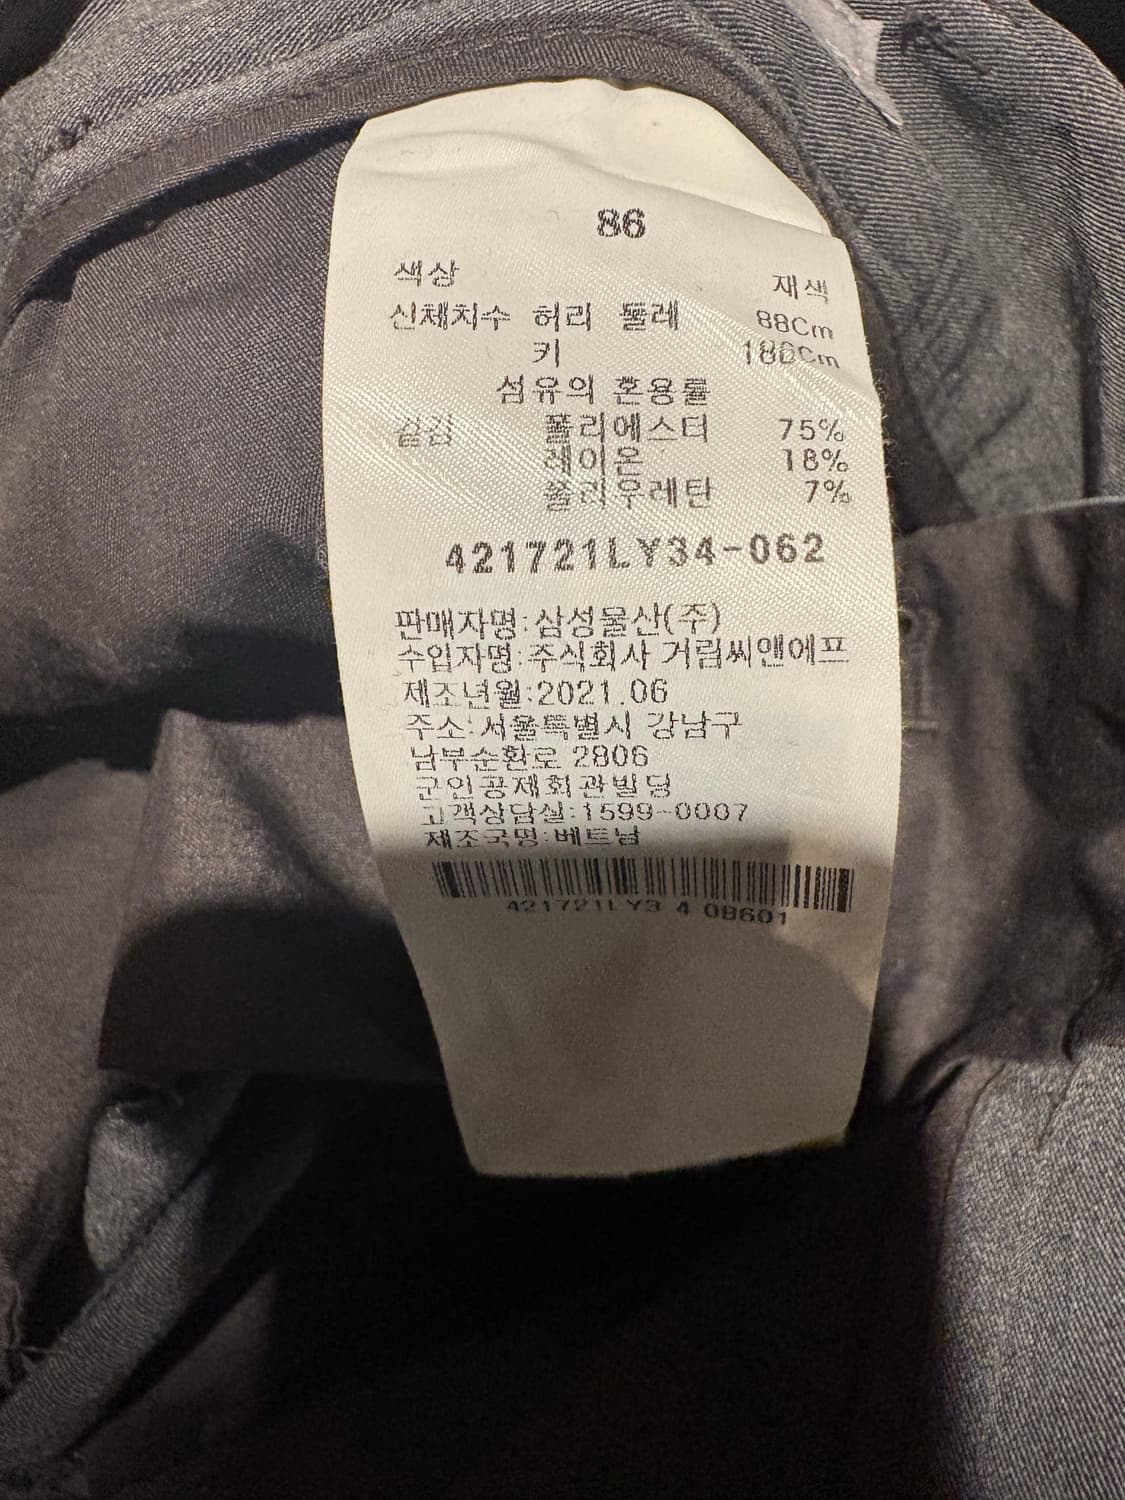 86
색상 재색
신체치수 허리 둘레 88Cm
키 186Cm
섬유의 혼용률
겉감 폴리에스터 75%
레이온 18%
폴리우레탄 7%
421721LY34-062
판매자명:삼성물산(주)
수입자명:주식회사 거림씨앤에프
제조년월:2021.06
주소:서울특별시 강남구
남부순환로 2806
군인공제회관빌딩
고객상담실:1599-0007
제조국명:베트남
421721LY3 4 0B601